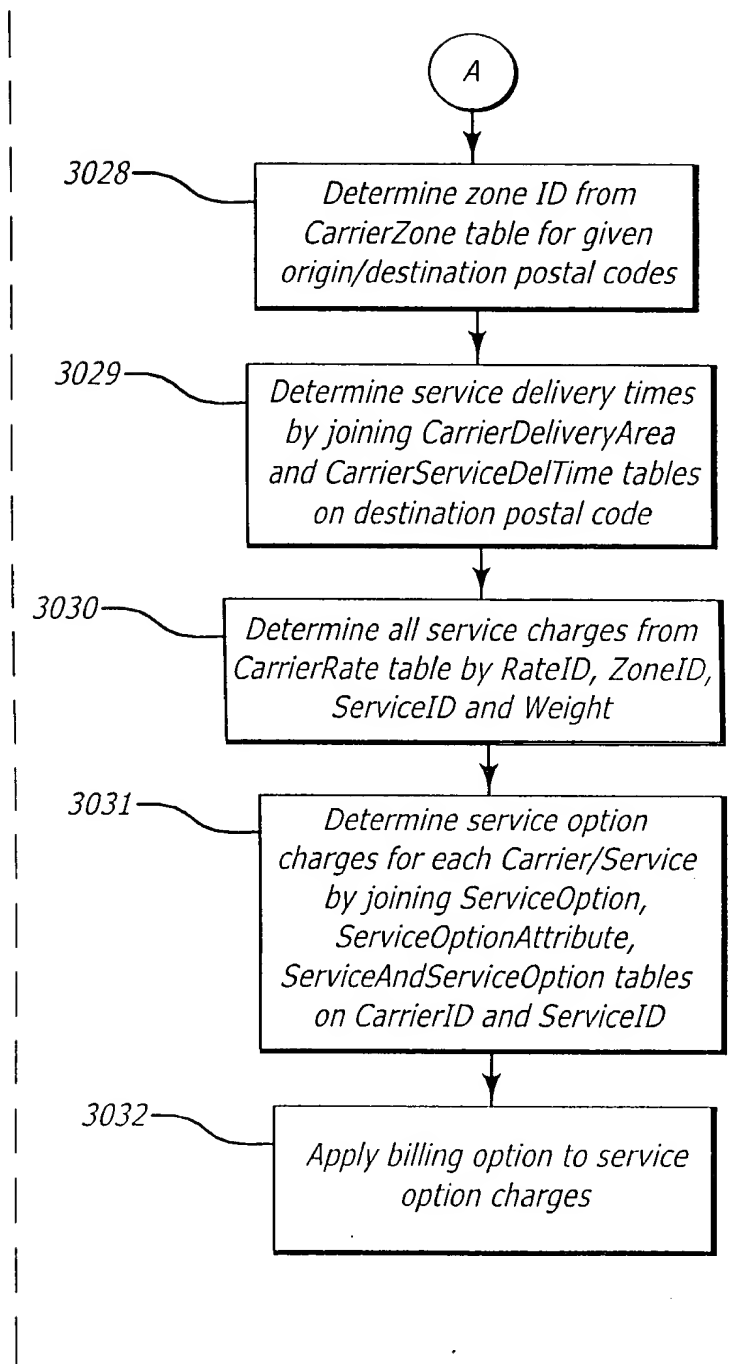 A
3028
Determine zone ID from
CarrierZone table for given
origin/destination postal codes
3029
Determine service delivery times
by joining CarrierDeliveryArea
and CarrierServiceDelTime tables
on destination postal code
3030
Determine all service charges from
CarrierRate table by RateID, ZoneID,
ServiceID and Weight
3031
Determine service option
charges for each Carrier/Service
by joining ServiceOption,
ServiceOptionAttribute,
ServiceAndServiceOption tables
on CarrierID and ServiceID
3032
Apply billing option to service
option charges